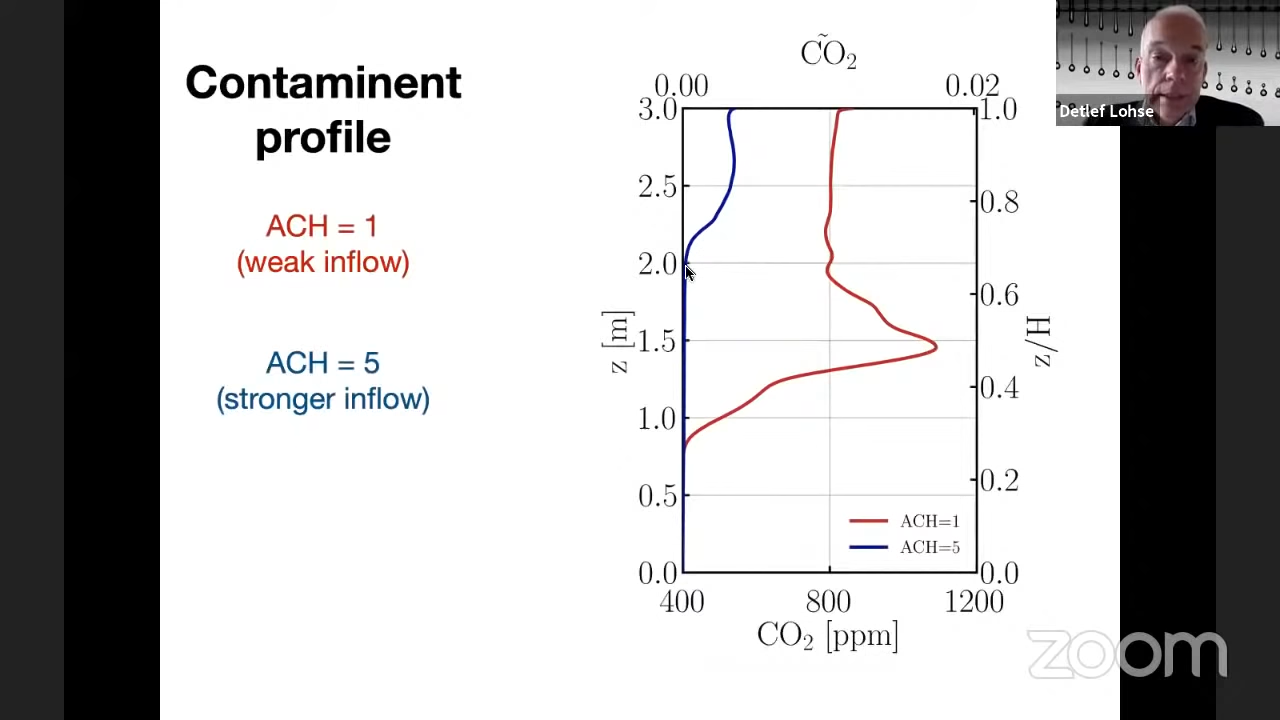 Contaminent
profile
ACH = 1
(weak inflow)
ACH = 5
(stronger inflow)
CÕ₂
0.00 0.02
3.0
2.5
2.0
1.5
1.0
0.5
0.0
z [m]
1.0
0.8
0.6
0.4
0.2
0.0
z/H
ACH=1
ACH=5
400 800 1200
CO₂ [ppm]
Detlef Lohse
zoom